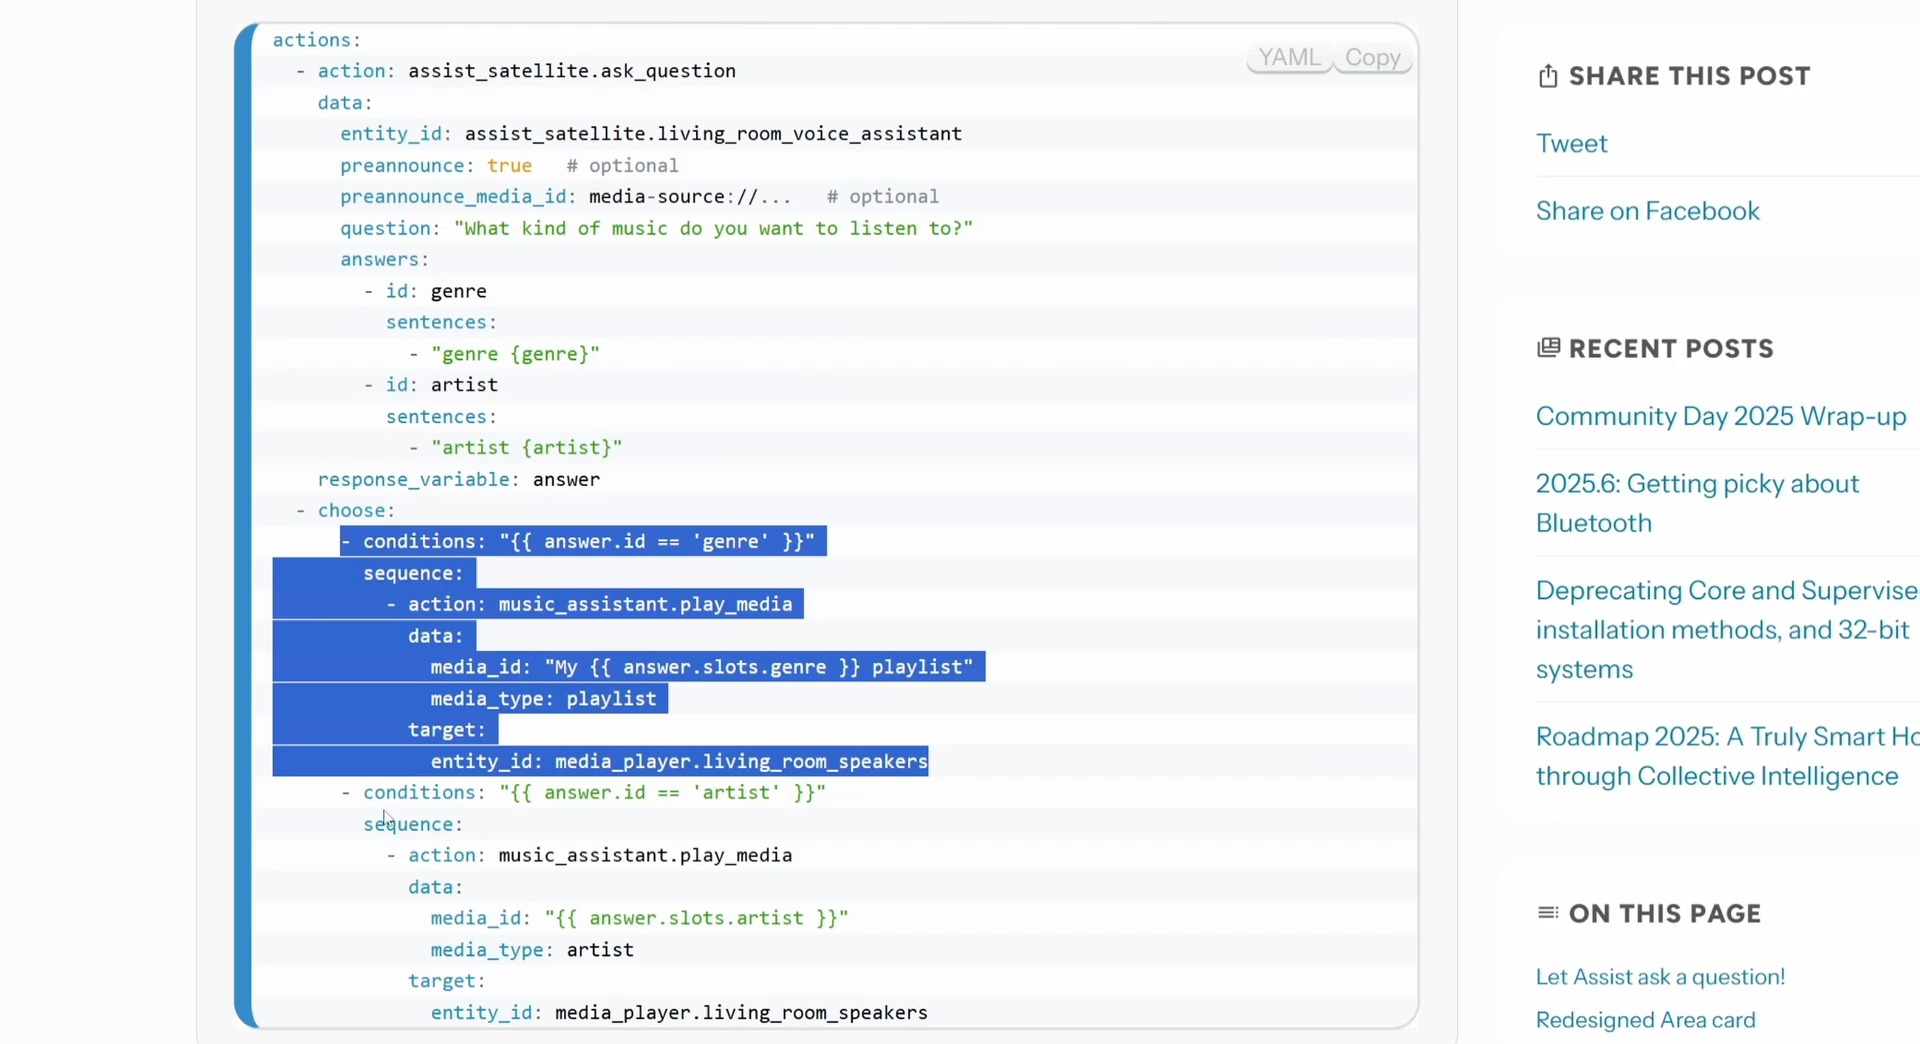 actions:
- action: assist_satellite.ask_question
data:
entity_id: assist_satellite.living_room_voice_assistant
preannounce: true # optional
preannounce_media_id: media-source://... # optional
question: "What kind of music do you want to listen to?"
answers:
- id: genre
sentences:
- "genre {genre}"
- id: artist
sentences:
- "artist {artist}"
response_variable: answer
- choose:
- conditions: "{{ answer.id == 'genre' }}"
sequence:
- action: music_assistant.play_media
data:
media_id: "My {{ answer.slots.genre }} playlist"
media_type: playlist
target:
entity_id: media_player.living_room_speakers
- conditions: "{{ answer.id == 'artist' }}"
sequence:
- action: music_assistant.play_media
data:
media_id: "{{ answer.slots.artist }}"
media_type: artist
target:
entity_id: media_player.living_room_speakers
YAML Copy
SHARE THIS POST
Tweet
Share on Facebook
RECENT POSTS
Community Day 2025 Wrap-up
2025.6: Getting picky about
Bluetooth
Deprecating Core and Supervise
installation methods, and 32-bit
systems
Roadmap 2025: A Truly Smart Ho
through Collective Intelligence
ON THIS PAGE
Let Assist ask a question!
Redesigned Area card